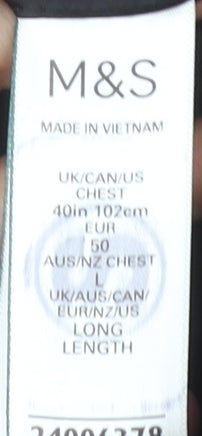 M&S
MADE IN VIETNAM
UK/CAN/US
CHEST
40in 102cm
EUR
50
AUS/NZ CHEST
L
UK/AUS/CAN/
EUR/NZ/US
LONG
LENGTH